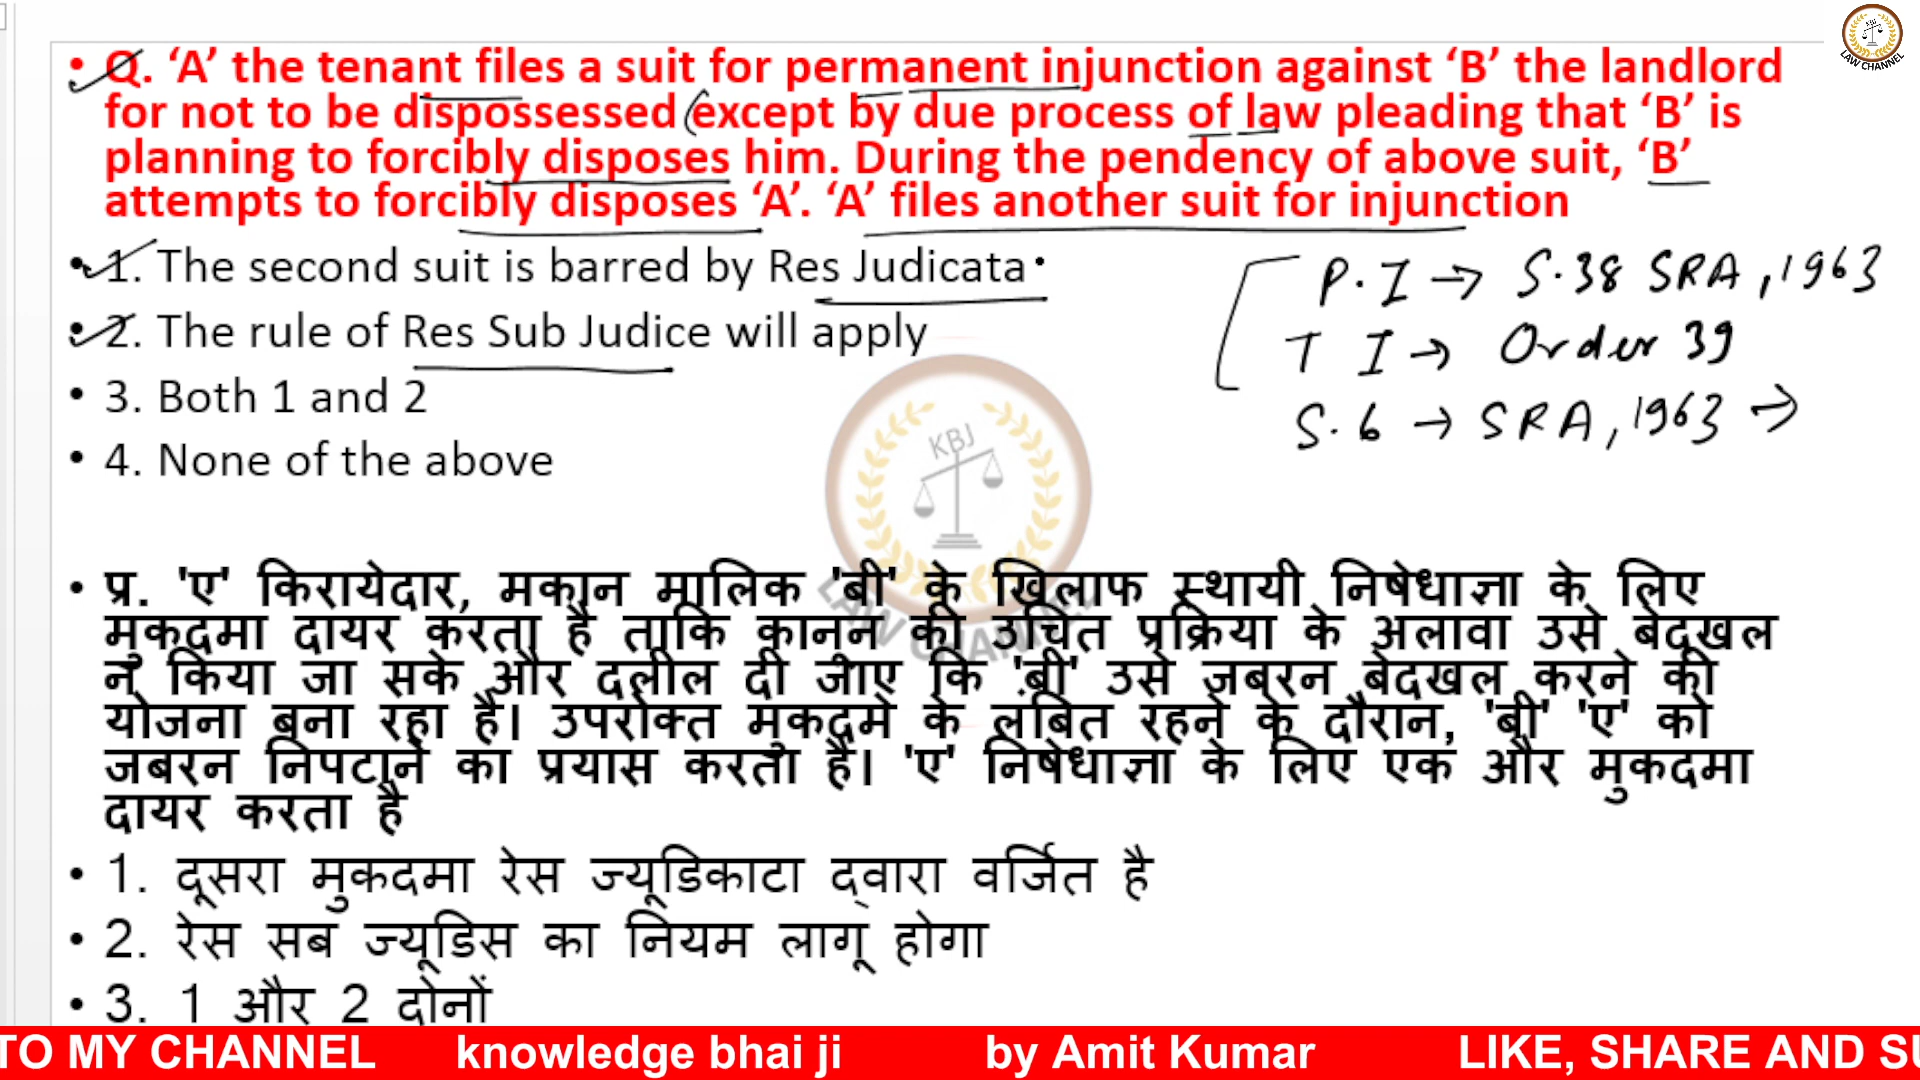 • Q. ‘A’ the tenant files a suit for permanent injunction against ‘B’ the landlord
for not to be dispossessed (except by due process of law pleading that ‘B’ is
planning to forcibly disposes him. During the pendency of above suit, ‘B’
attempts to forcibly disposes ‘A’. ‘A’ files another suit for injunction
• 1. The second suit is barred by Res Judicata
P.I → S.38 SRA, 1963
• 2. The rule of Res Sub Judice will apply
T I → Order 39
• 3. Both 1 and 2
S.6 → SRA, 1963 ⇒
• 4. None of the above
KBJ
LAW CHANNEL
• प्र. 'ए' किरायेदार, मकान मालिक 'बी' के खिलाफ स्थायी निषेधाज्ञा के लिए
मुकदमा दायर करता है ताकि कानून की उचित प्रक्रिया के अलावा उसे बेदखल
न किया जा सके और दलील दी जाए कि 'बी' उसे जबरन बेदखल करने की
योजना बना रहा है। उपरोक्त मुकदमे के लंबित रहने के दौरान, 'बी' 'ए' को
जबरन निपटाने का प्रयास करता है। 'ए' निषेधाज्ञा के लिए एक और मुकदमा
दायर करता है
• 1. दूसरा मुकदमा रेस ज्यूडिकाटा द्वारा वर्जित है
• 2. रेस सब ज्यूडिस का नियम लागू होगा
• 3. 1 और 2 दोनों
TO MY CHANNEL knowledge bhai ji by Amit Kumar LIKE, SHARE AND SU